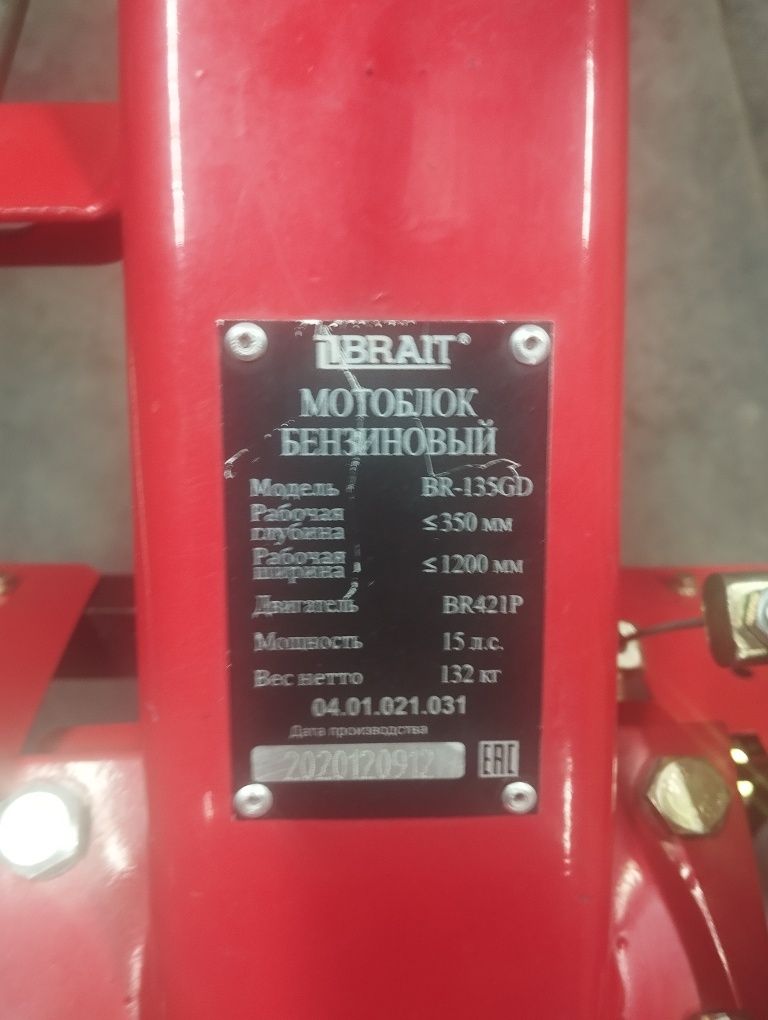 BRAIT®
МОТОБЛОК
БЕНЗИНОВЫЙ
Модель BR-135GD
Рабочая глубина ≤350 мм
Рабочая ширина ≤1200 мм
Двигатель BR421P
Мощность 15 л.с.
Вес нетто 132 кг
04.01.021.031
Дата производства
2020120912
EAC